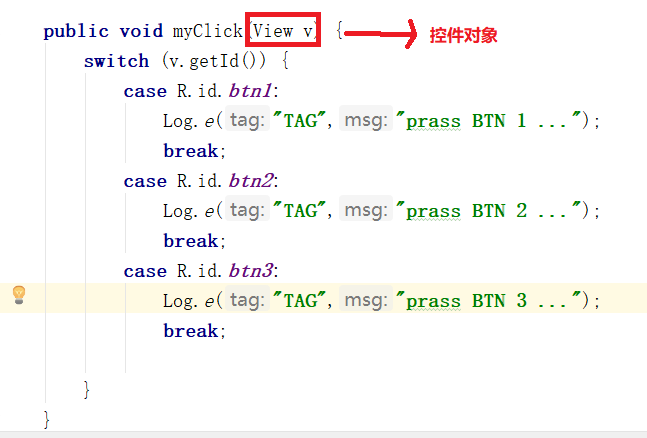 public void myClick(View v) { 控件对象
switch (v.getId()) {
case R.id.btn1:
Log.e( tag: "TAG", msg: "prass BTN 1 ...");
break;
case R.id.btn2:
Log.e( tag: "TAG", msg: "prass BTN 2 ...");
break;
case R.id.btn3:
Log.e( tag: "TAG", msg: "prass BTN 3 ...");
break;
}
}